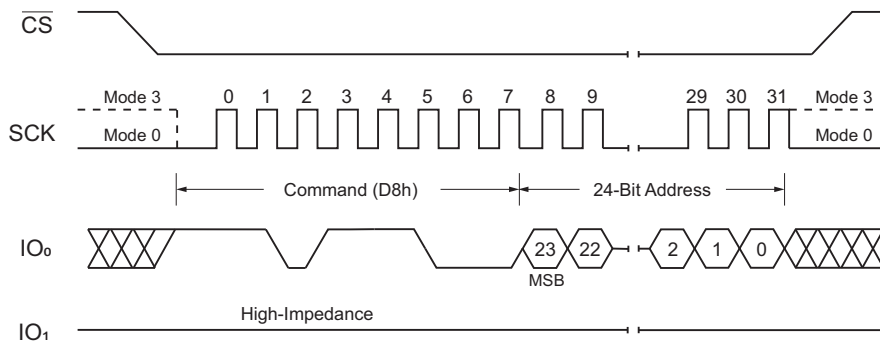 CS
Mode 3 0 1 2 3 4 5 6 7 8 9 29 30 31 Mode 3
SCK
Mode 0 Mode 0
Command (D8h) 24-Bit Address
IO₀ 23 22 2 1 0
MSB
High-Impedance
IO₁